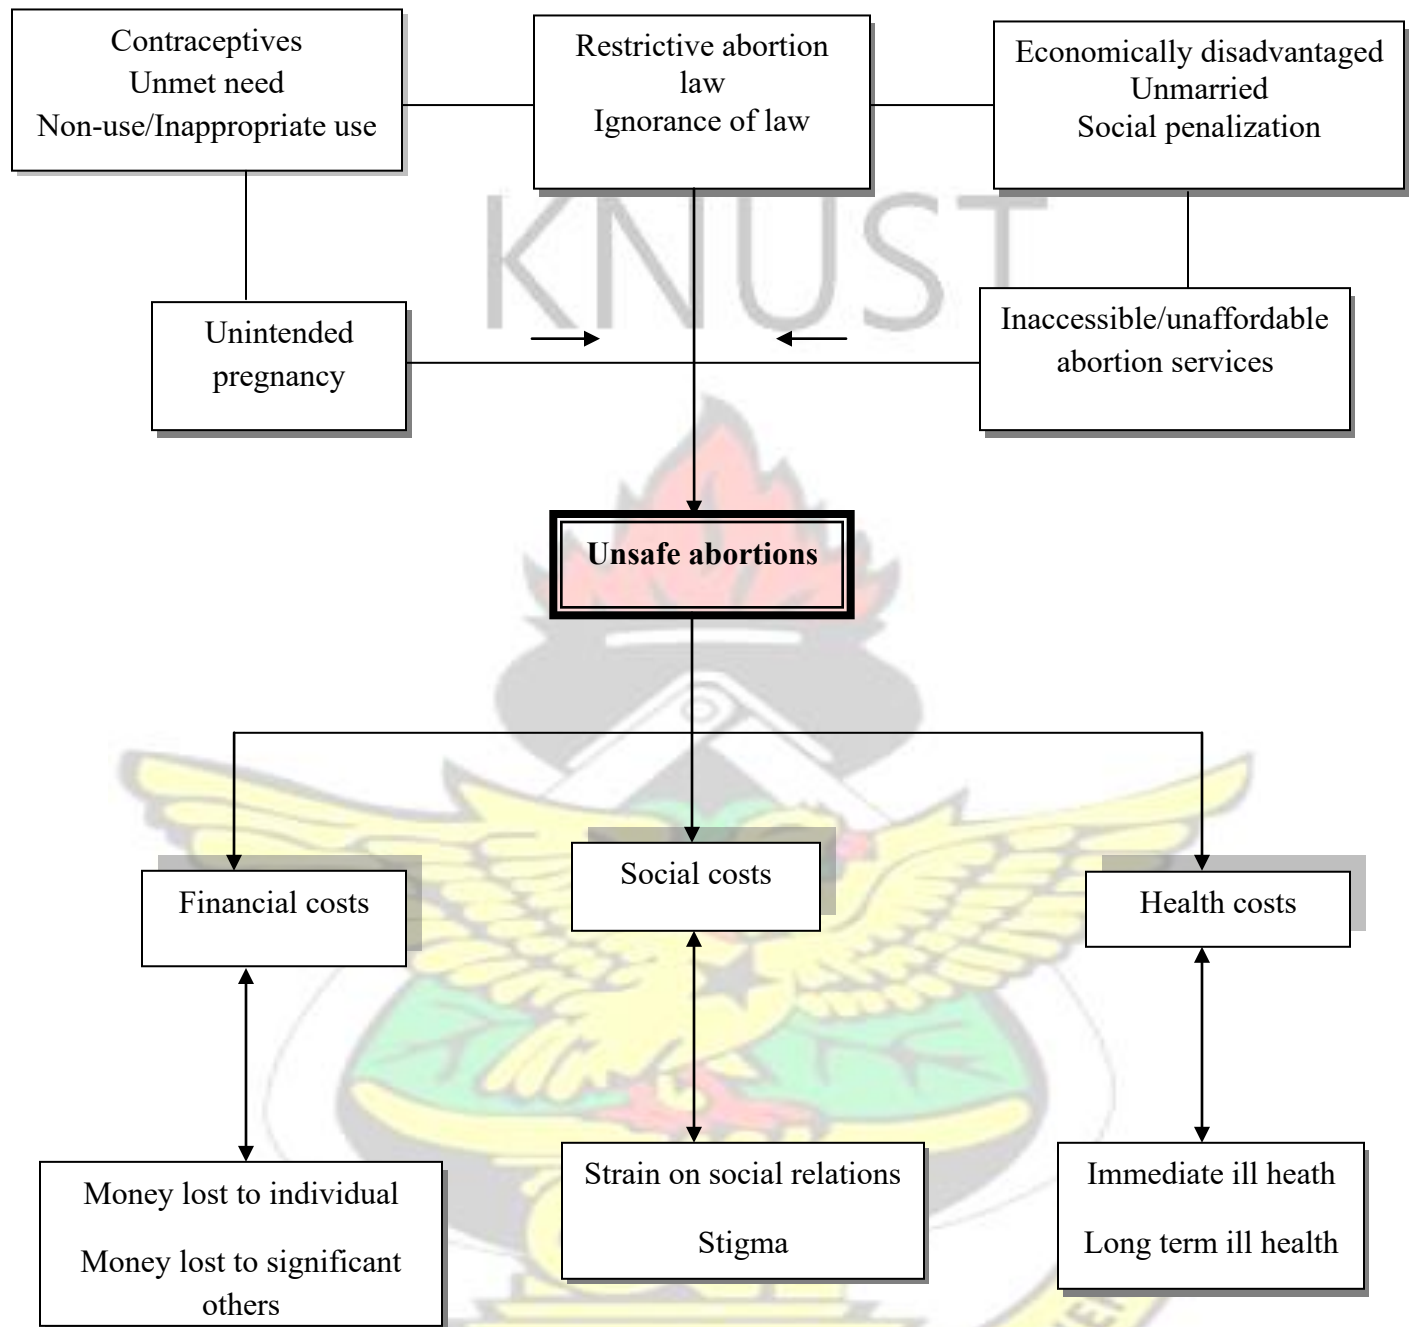 Contraceptives
Unmet need
Non-use/Inappropriate use
Restrictive abortion
law
Ignorance of law
Economically disadvantaged
Unmarried
Social penalization
KNUST
Unintended
pregnancy
Inaccessible/unaffordable
abortion services
Unsafe abortions
Financial costs
Social costs
Health costs
Money lost to individual
Money lost to significant
others
Strain on social relations
Stigma
Immediate ill heath
Long term ill health